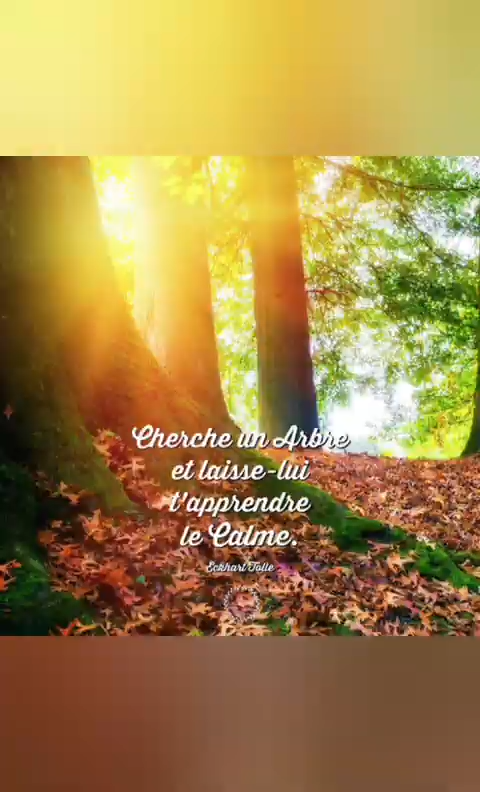 Cherche un Arbre
et laisse-lui
t'apprendre
le Calme.
Eckhart Tolle